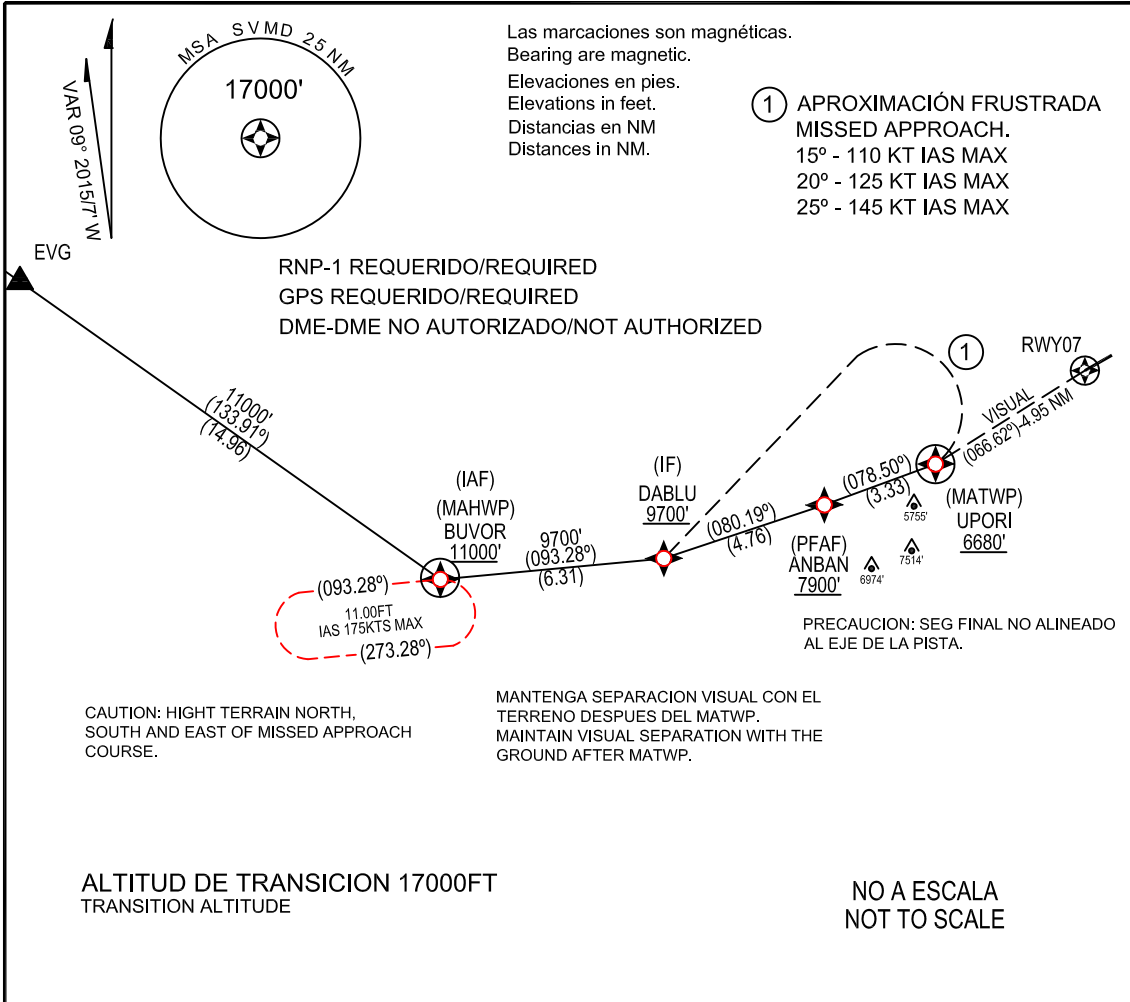 MSA SVMD 25 NM
17000'
VAR 09° 2015/7' W
Las marcaciones son magnéticas.
Bearing are magnetic.
Elevaciones en pies.
Elevations in feet.
Distancias en NM
Distances in NM.
1 APROXIMACIÓN FRUSTRADA
MISSED APPROACH.
15º - 110 KT IAS MAX
20º - 125 KT IAS MAX
25º - 145 KT IAS MAX
EVG
RNP-1 REQUERIDO/REQUIRED
GPS REQUERIDO/REQUIRED
DME-DME NO AUTORIZADO/NOT AUTHORIZED
1
RWY07
VISUAL
(066.62º)-4.95 NM
11000'
(133.91º)
(14.96)
(IAF)
(MAHWP)
BUVOR
11000'
9700'
(093.28º)
(6.31)
(IF)
DABLU
9700'
(080.19º)
(4.76)
(078.50º)
(3.33)
(PFAF)
ANBAN
7900'
5755'
7514'
6974'
(MATWP)
UPORI
6680'
(093.28º)
11.00FT
IAS 175KTS MAX
(273.28º)
PRECAUCION: SEG FINAL NO ALINEADO
AL EJE DE LA PISTA.
CAUTION: HIGHT TERRAIN NORTH,
SOUTH AND EAST OF MISSED APPROACH
COURSE.
MANTENGA SEPARACION VISUAL CON EL
TERRENO DESPUES DEL MATWP.
MAINTAIN VISUAL SEPARATION WITH THE
GROUND AFTER MATWP.
ALTITUD DE TRANSICION 17000FT
TRANSITION ALTITUDE
NO A ESCALA
NOT TO SCALE